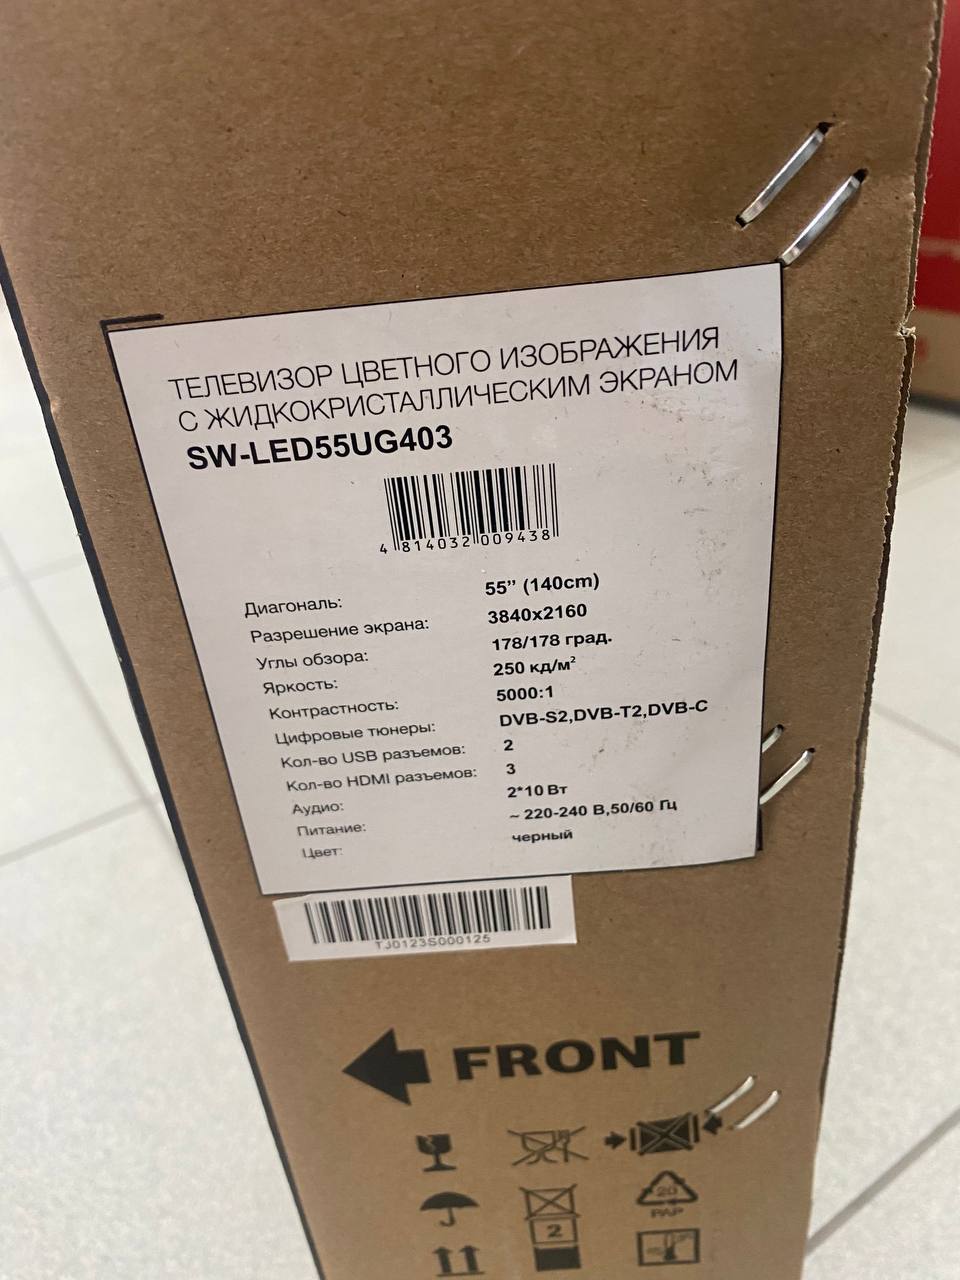 ТЕЛЕВИЗОР ЦВЕТНОГО ИЗОБРАЖЕНИЯ
С ЖИДКОКРИСТАЛЛИЧЕСКИМ ЭКРАНОМ
SW-LED55UG403
4 814032 009438
Диагональ: 55” (140cm)
Разрешение экрана: 3840x2160
Углы обзора: 178/178 град.
Яркость: 250 кд/м²
Контрастность: 5000:1
Цифровые тюнеры: DVB-S2,DVB-T2,DVB-C
Кол-во USB разъемов: 2
Кол-во HDMI разъемов: 3
Аудио: 2*10 Вт
Питание: ~ 220-240 В,50/60 Гц
Цвет: черный
TJ0123S000125
FRONT
20
PAP
2